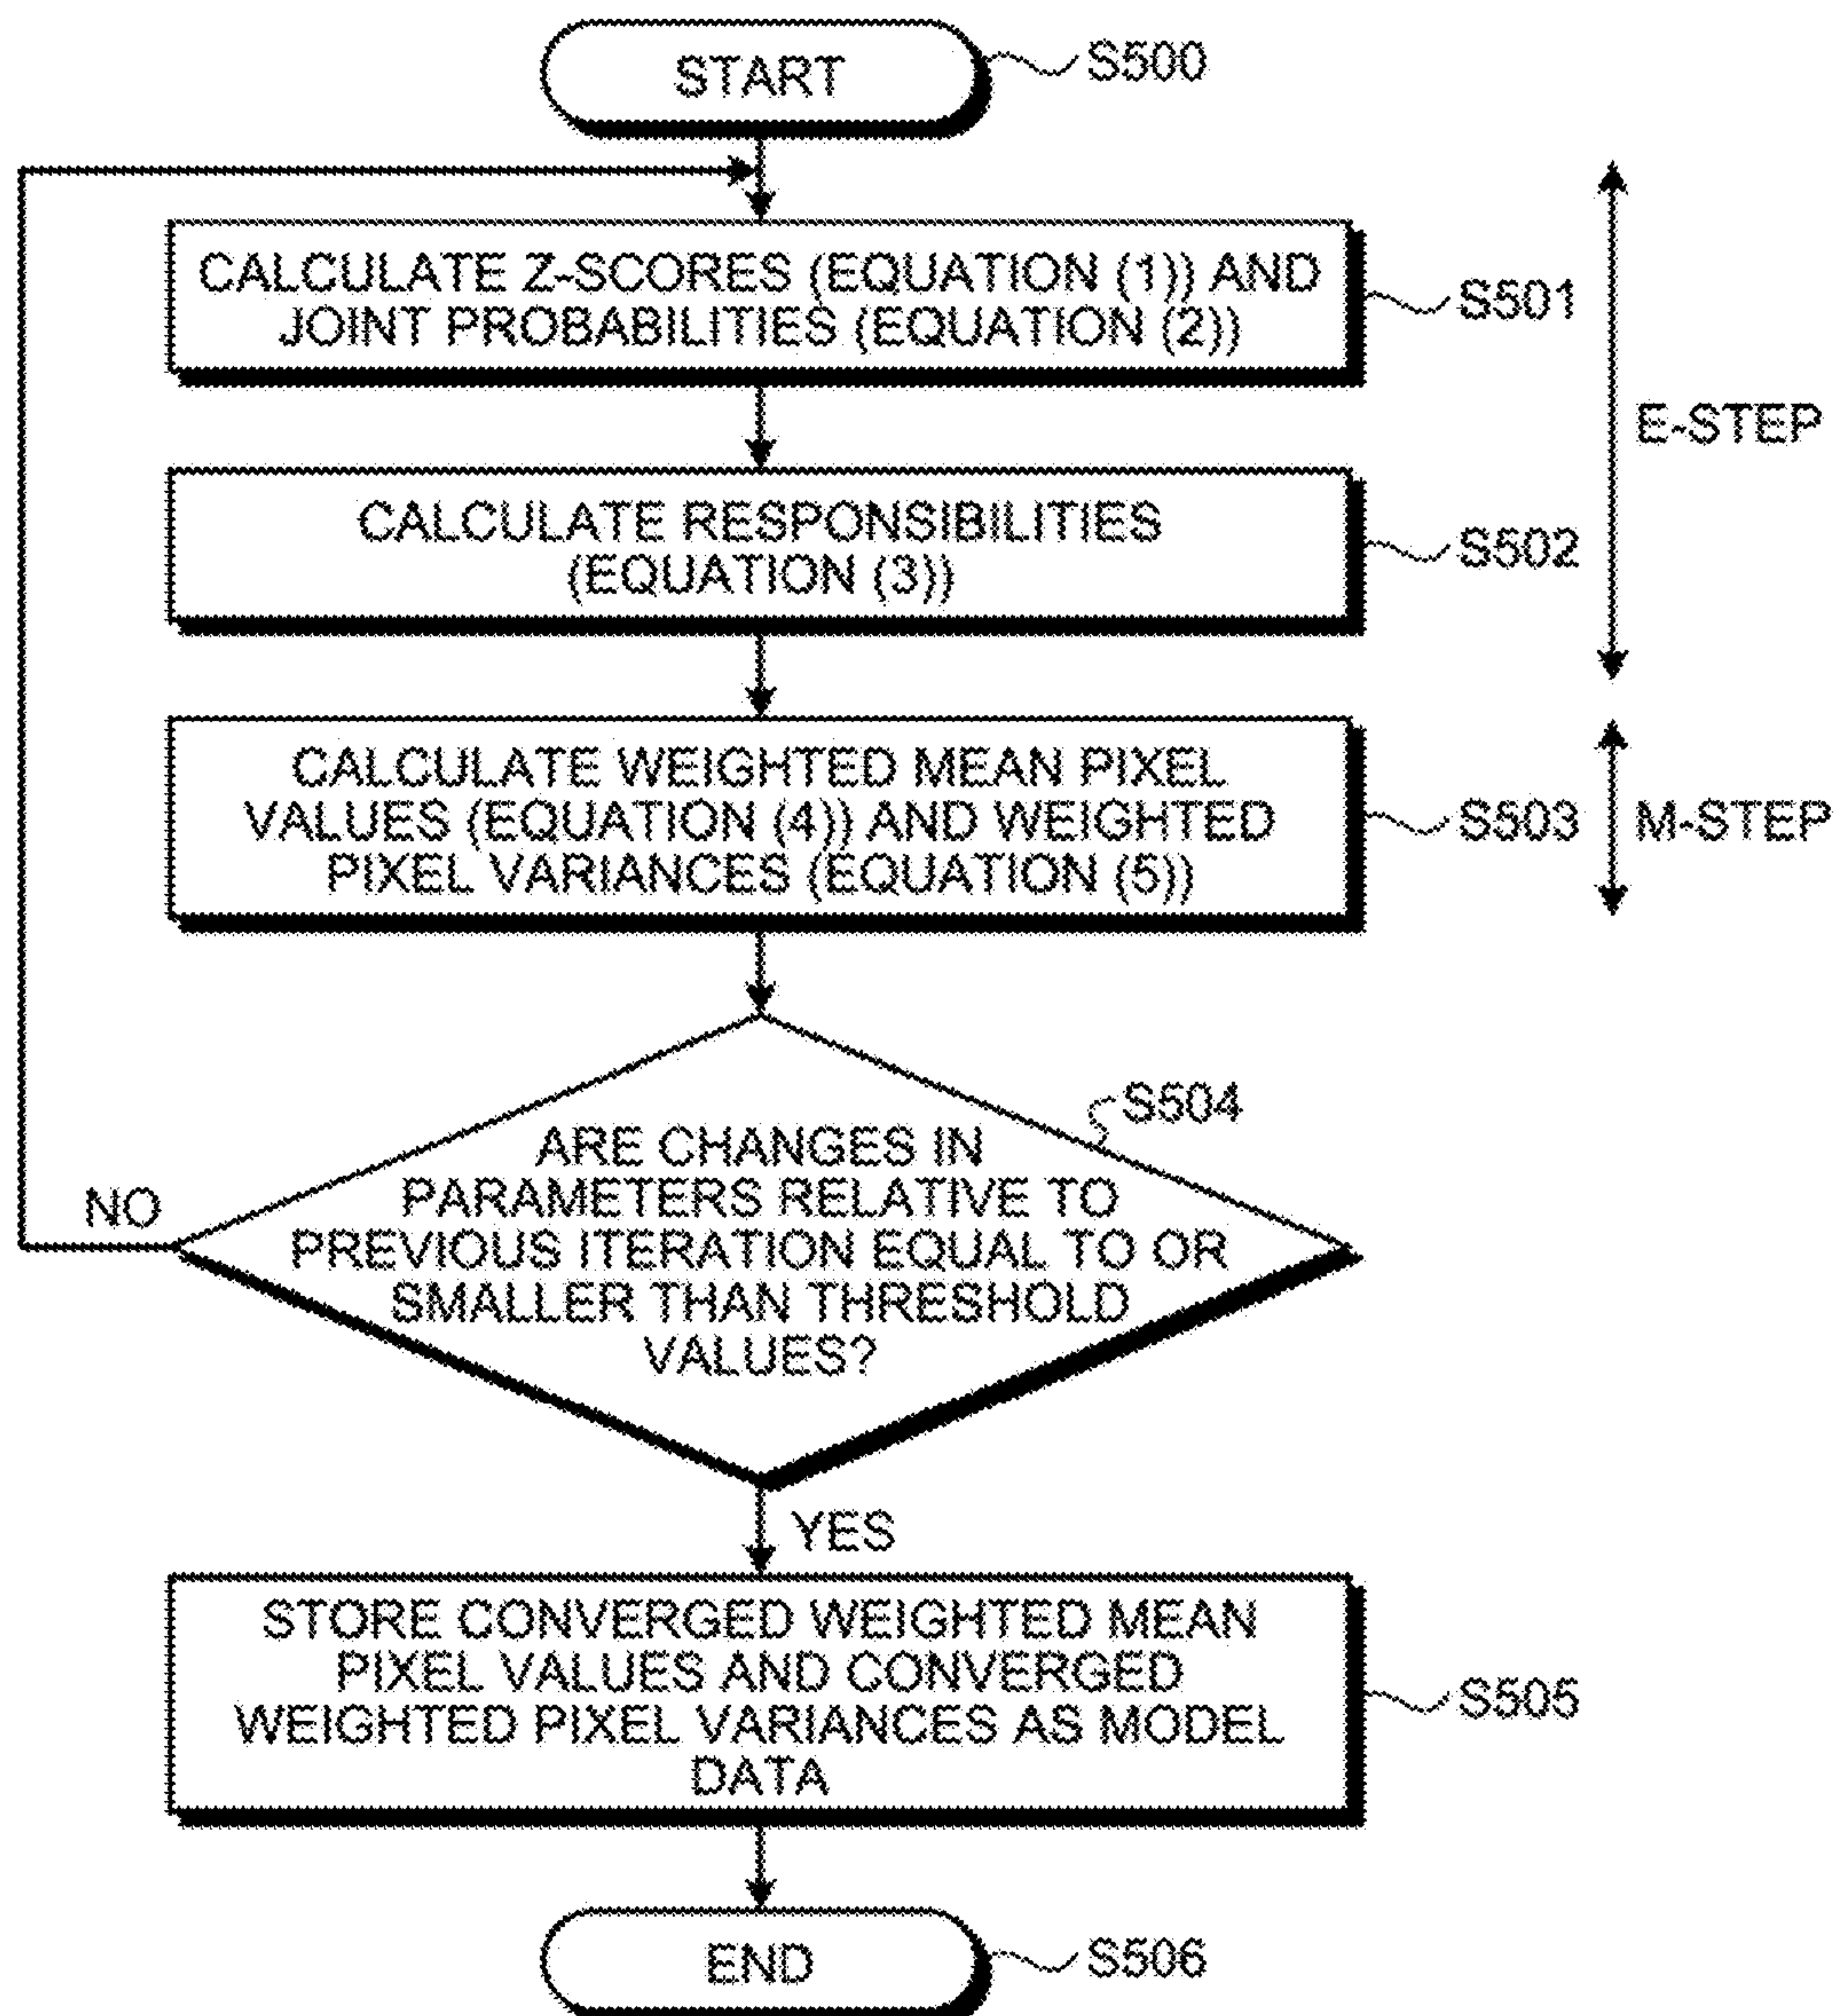 START
S500
CALCULATE Z-SCORES (EQUATION (1)) AND
JOINT PROBABILITIES (EQUATION (2))
S501
E-STEP
CALCULATE RESPONSIBILITIES
(EQUATION (3))
S502
CALCULATE WEIGHTED MEAN PIXEL
VALUES (EQUATION (4)) AND WEIGHTED
PIXEL VARIANCES (EQUATION (5))
S503
M-STEP
S504
ARE CHANGES IN
PARAMETERS RELATIVE TO
PREVIOUS ITERATION EQUAL TO OR
SMALLER THAN THRESHOLD
VALUES?
NO
YES
STORE CONVERGED WEIGHTED MEAN
PIXEL VALUES AND CONVERGED
WEIGHTED PIXEL VARIANCES AS MODEL
DATA
S505
END
S506